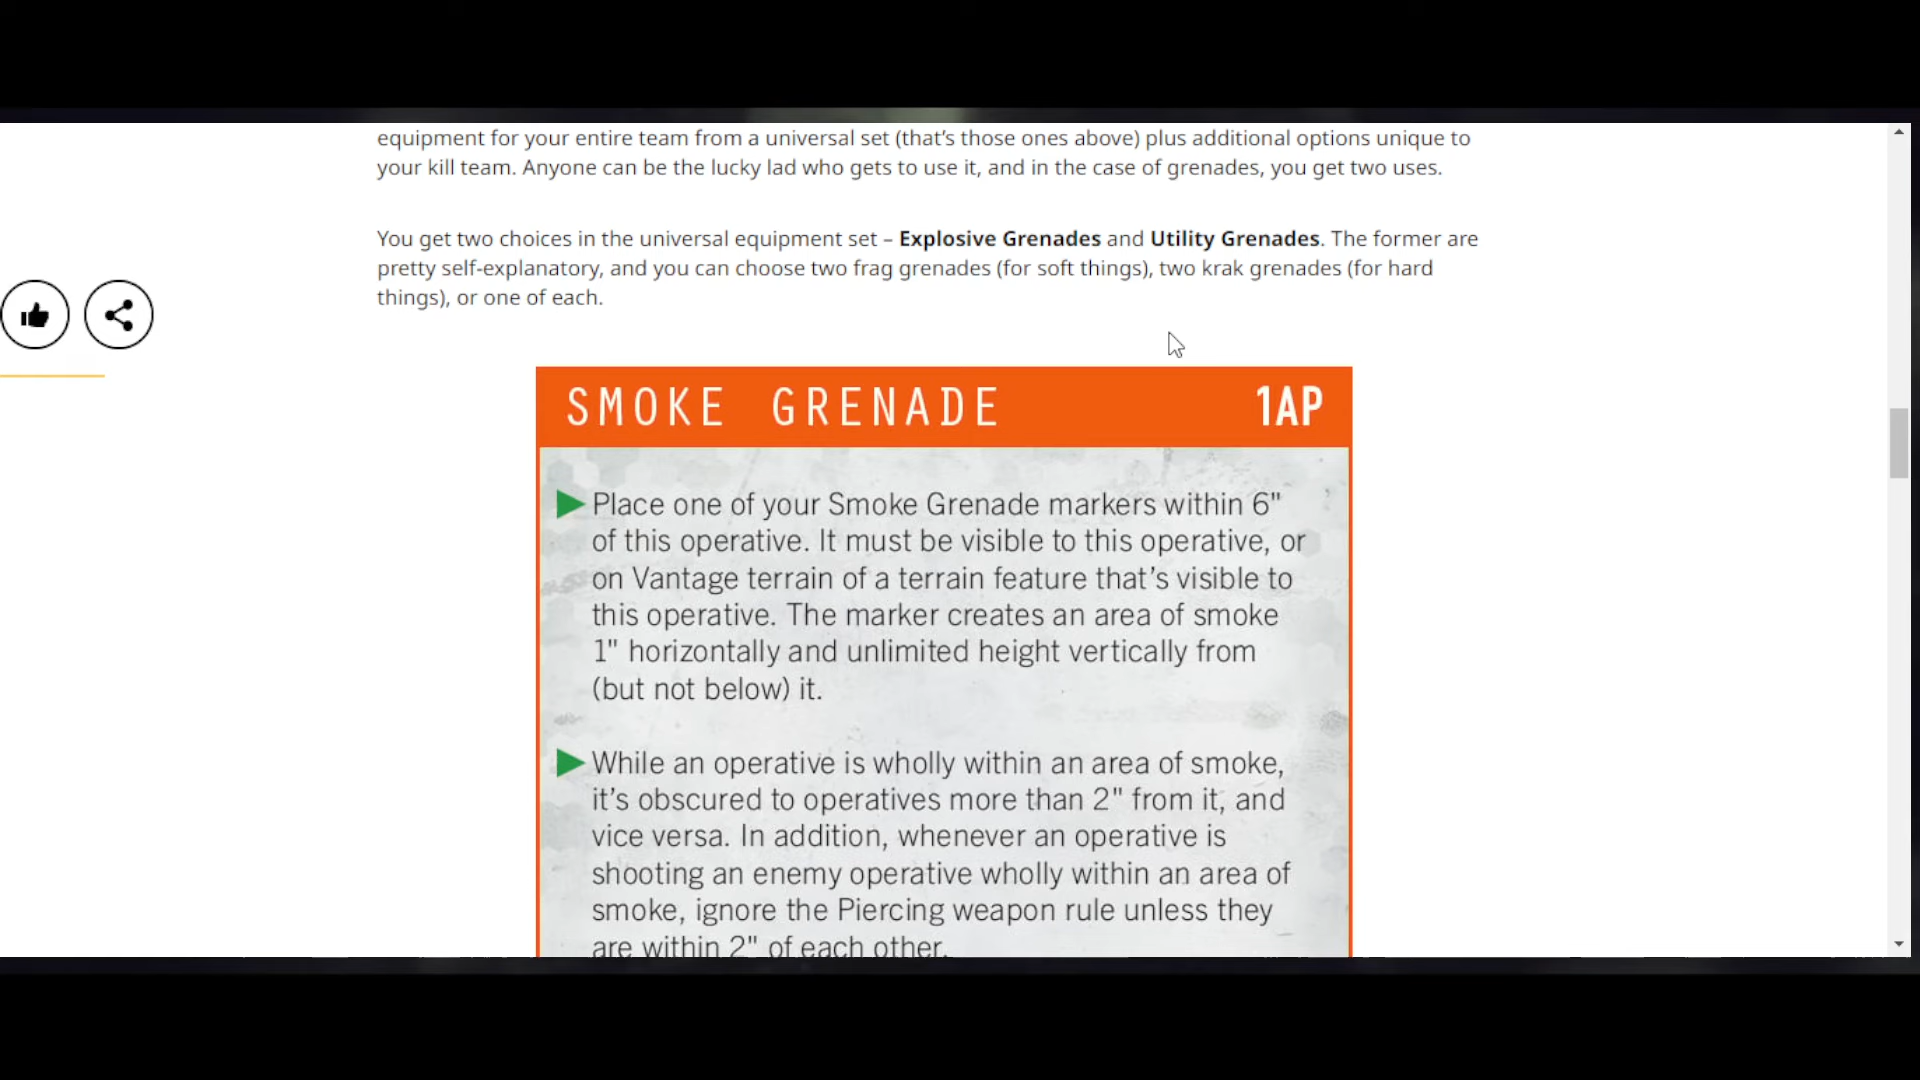 equipment for your entire team from a universal set (that's those ones above) plus additional options unique to
your kill team. Anyone can be the lucky lad who gets to use it, and in the case of grenades, you get two uses.
You get two choices in the universal equipment set – Explosive Grenades and Utility Grenades. The former are
pretty self-explanatory, and you can choose two frag grenades (for soft things), two krak grenades (for hard
things), or one of each.
SMOKE GRENADE 1AP
Place one of your Smoke Grenade markers within 6"
of this operative. It must be visible to this operative, or
on Vantage terrain of a terrain feature that's visible to
this operative. The marker creates an area of smoke
1" horizontally and unlimited height vertically from
(but not below) it.
While an operative is wholly within an area of smoke,
it's obscured to operatives more than 2" from it, and
vice versa. In addition, whenever an operative is
shooting an enemy operative wholly within an area of
smoke, ignore the Piercing weapon rule unless they
are within 2" of each other.